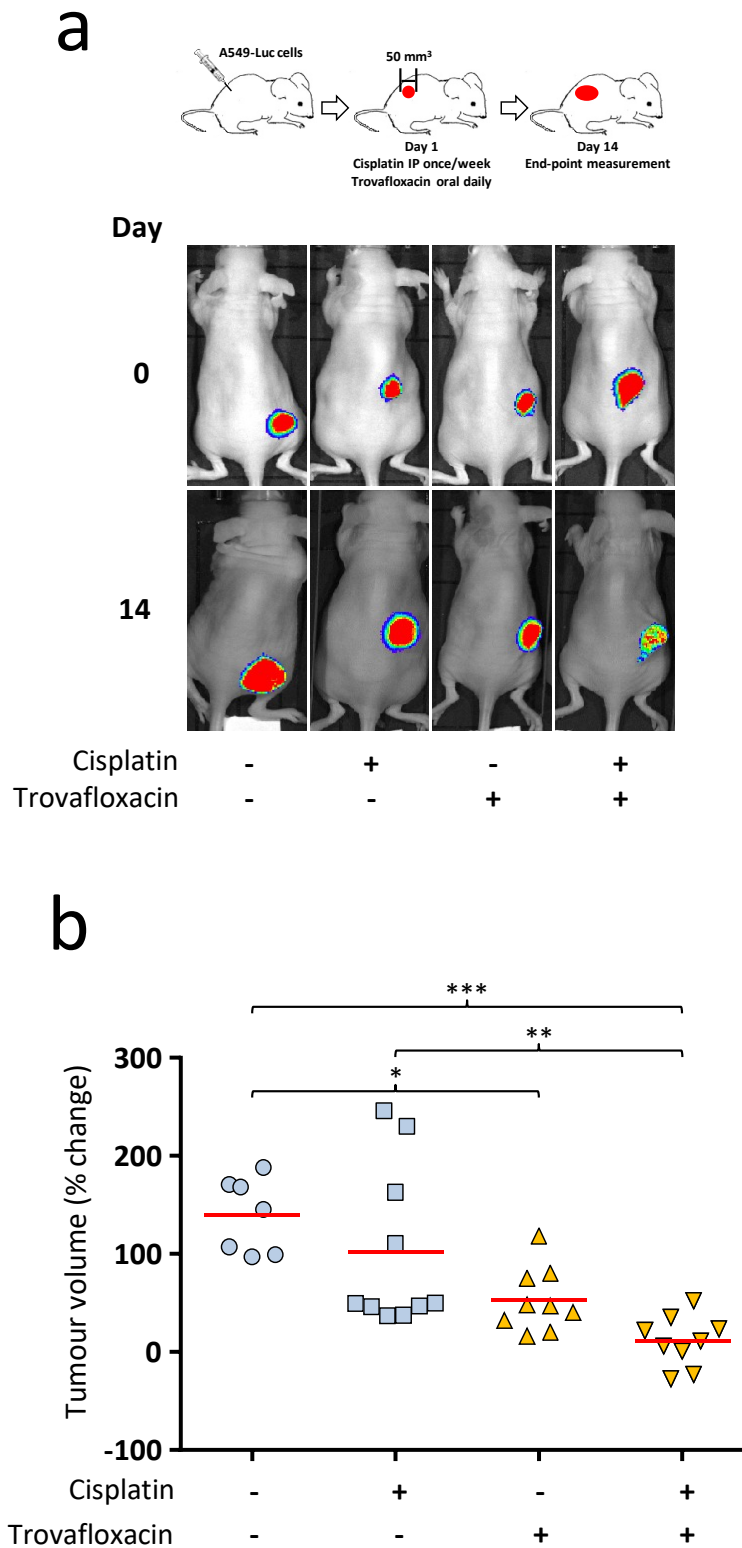 a
A549-Luc cells
50 mm³
Day 1
Cisplatin IP once/week
Trovafloxacin oral daily
Day 14
End-point measurement
Day
0
14
Cisplatin - + - +
Trovafloxacin - - + +
b
***
**
*
Tumour volume (% change)
300
200
100
0
-100
Cisplatin - + - +
Trovafloxacin - - + +